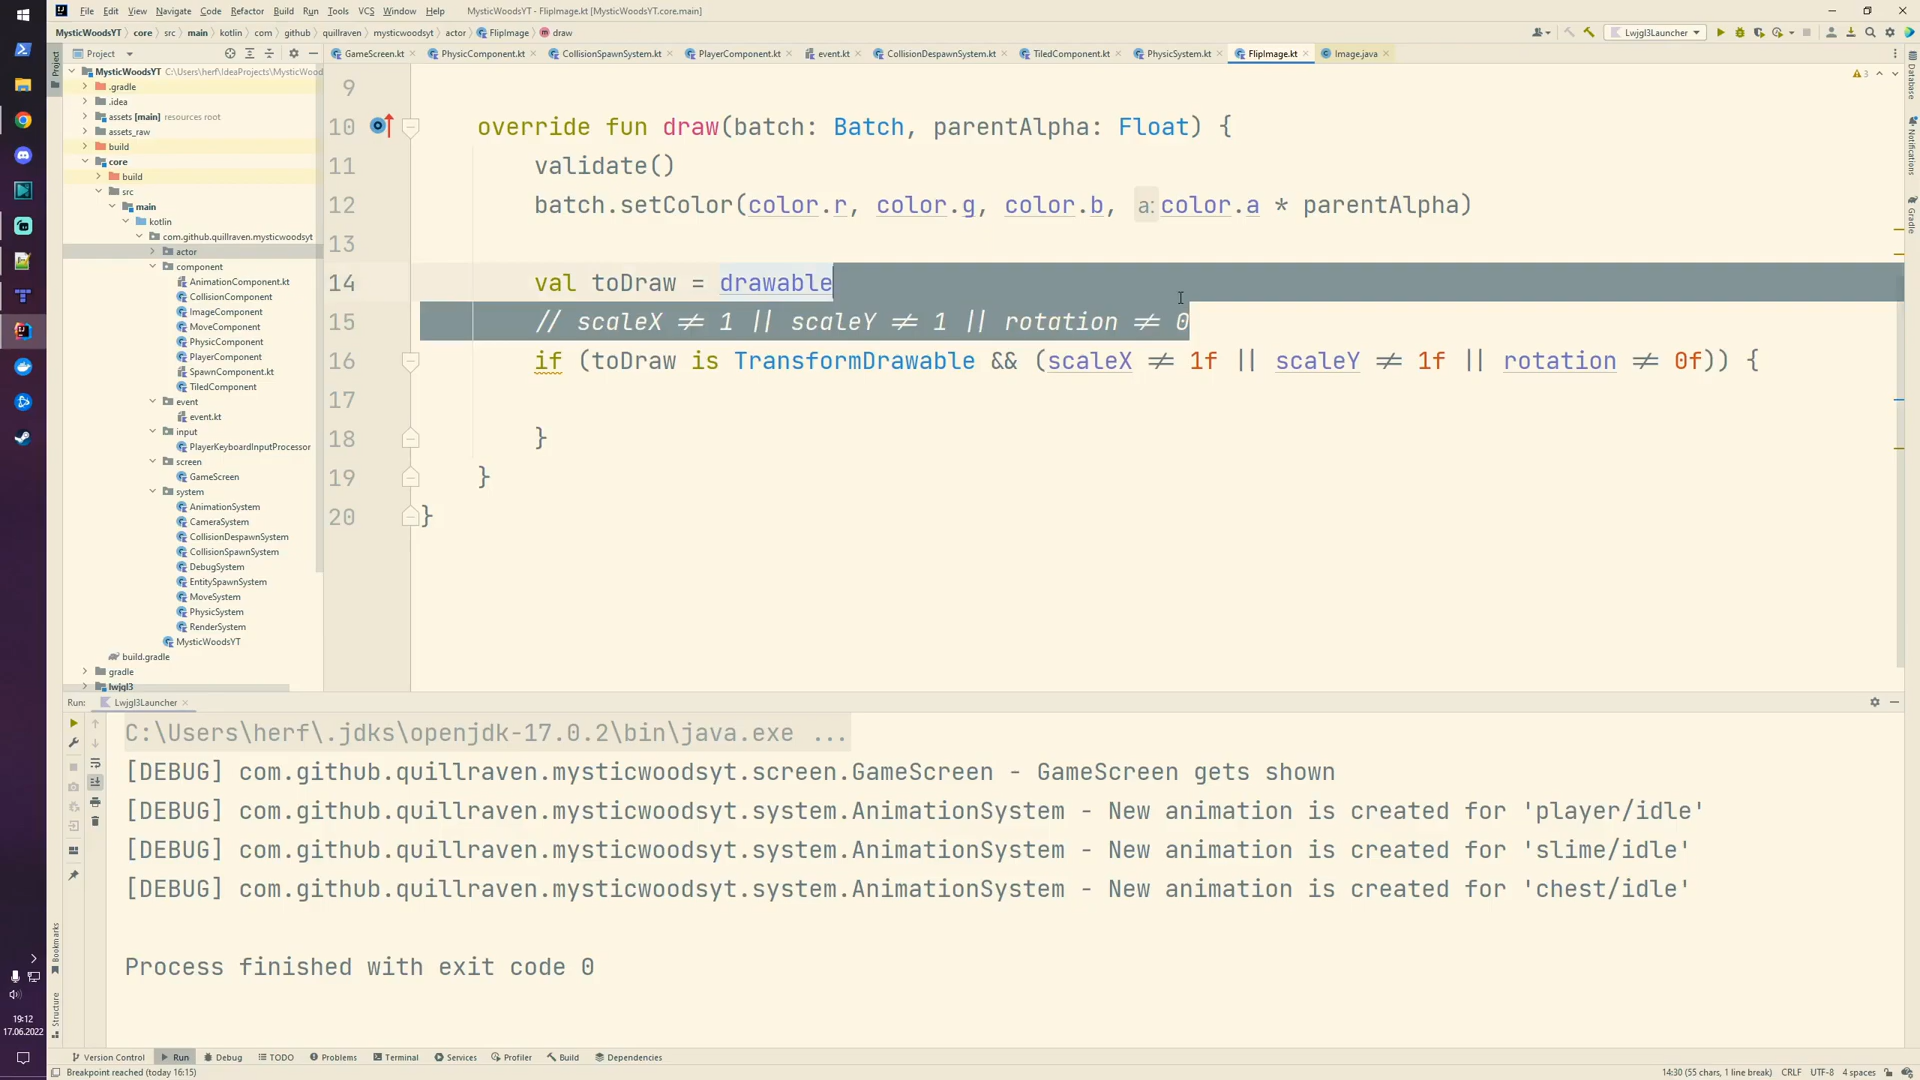 File Edit View Navigate Code Refactor Build Run Tools VCS Window Help MysticWoodsYT - FlipImage.kt [MysticWoodsYT.core.main]
MysticWoodsYT core src main kotlin com github quillraven mysticwoodsyt actor FlipImage draw Lwjgl3Launcher
Project
GameScreen.kt PhysicComponent.kt CollisionSpawnSystem.kt PlayerComponent.kt event.kt CollisionDespawnSystem.kt TiledComponent.kt PhysicSystem.kt FlipImage.kt Image.java
MysticWoodsYT C:\Users\herf\IdeaProjects\MysticWood
.gradle
.idea
assets [main] resources root
assets_raw
build
core
build
src
main
kotlin
com.github.quillraven.mysticwoodsyt
actor
component
AnimationComponent.kt
CollisionComponent
ImageComponent
MoveComponent
PhysicComponent
PlayerComponent
SpawnComponent.kt
TiledComponent
event
event.kt
input
PlayerKeyboardInputProcessor
screen
GameScreen
system
AnimationSystem
CameraSystem
CollisionDespawnSystem
CollisionSpawnSystem
DebugSystem
EntitySpawnSystem
MoveSystem
PhysicSystem
RenderSystem
MysticWoodsYT
build.gradle
gradle
lwjgl3
9
10 override fun draw(batch: Batch, parentAlpha: Float) {
11 validate()
12 batch.setColor(color.r, color.g, color.b, a: color.a * parentAlpha)
13
14 val toDraw = drawable
15 // scaleX ≠ 1 || scaleY ≠ 1 || rotation ≠ 0
16 if (toDraw is TransformDrawable && (scaleX ≠ 1f || scaleY ≠ 1f || rotation ≠ 0f)) {
17
18 }
19 }
20 }
3
Project
Database
Notifications
Gradle
Run: Lwjgl3Launcher
C:\Users\herf\.jdks\openjdk-17.0.2\bin\java.exe ...
[DEBUG] com.github.quillraven.mysticwoodsyt.screen.GameScreen - GameScreen gets shown
[DEBUG] com.github.quillraven.mysticwoodsyt.system.AnimationSystem - New animation is created for 'player/idle'
[DEBUG] com.github.quillraven.mysticwoodsyt.system.AnimationSystem - New animation is created for 'slime/idle'
[DEBUG] com.github.quillraven.mysticwoodsyt.system.AnimationSystem - New animation is created for 'chest/idle'
Process finished with exit code 0
Bookmarks
Structure
19:12
17.06.2022
Version Control Run Debug TODO Problems Terminal Services Profiler Build Dependencies
Breakpoint reached (today 16:15) 14:30 (55 chars, 1 line break) CRLF UTF-8 4 spaces